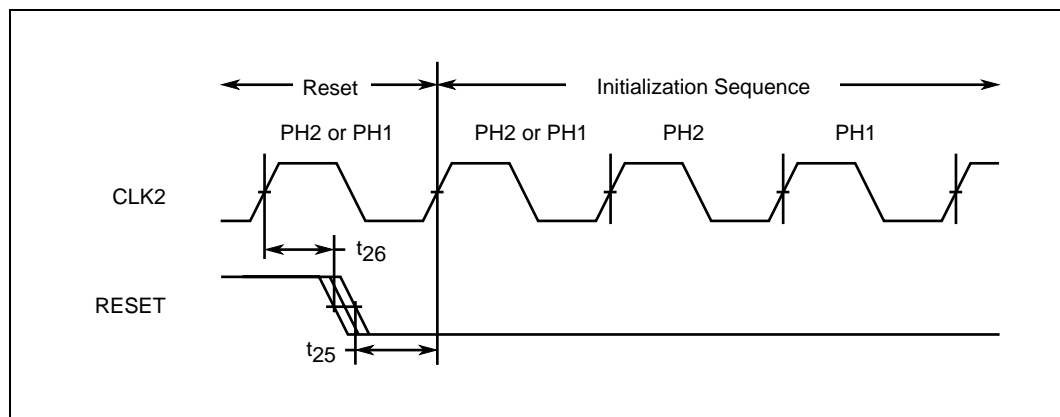 Reset
Initialization Sequence
PH2 or PH1
PH2 or PH1
PH2
PH1
CLK2
t26
RESET
t25